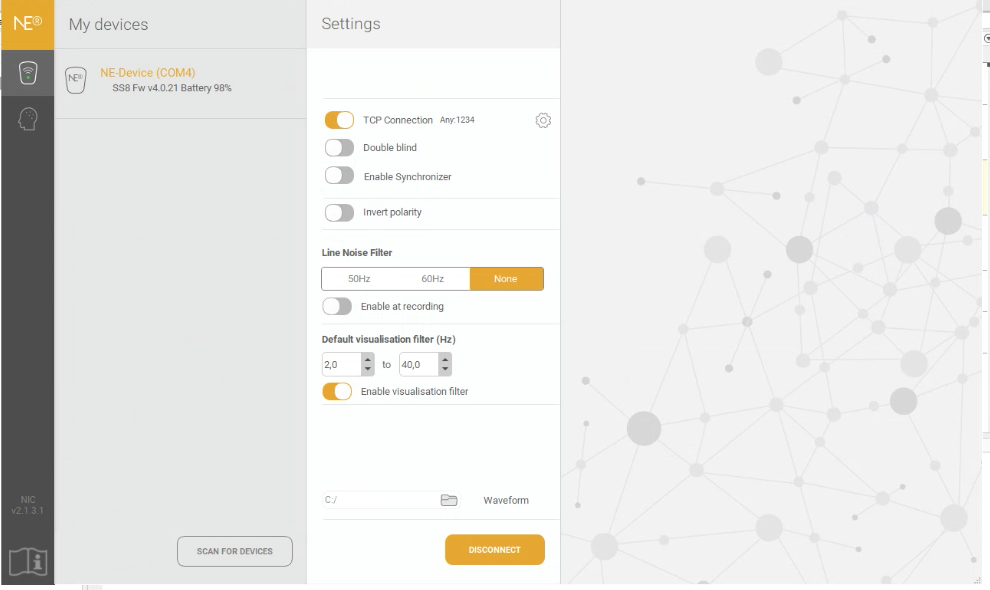 NE®
My devices
Settings
NE®
NE-Device (COM4)
SS8 Fw v4.0.21 Battery 98%
TCP Connection Any:1234
Double blind
Enable Synchronizer
Invert polarity
Line Noise Filter
50Hz 60Hz None
Enable at recording
Default visualisation filter (Hz)
2,0 to 40,0
Enable visualisation filter
C:/ Waveform
NIC
v2.1.3.1
SCAN FOR DEVICES
DISCONNECT